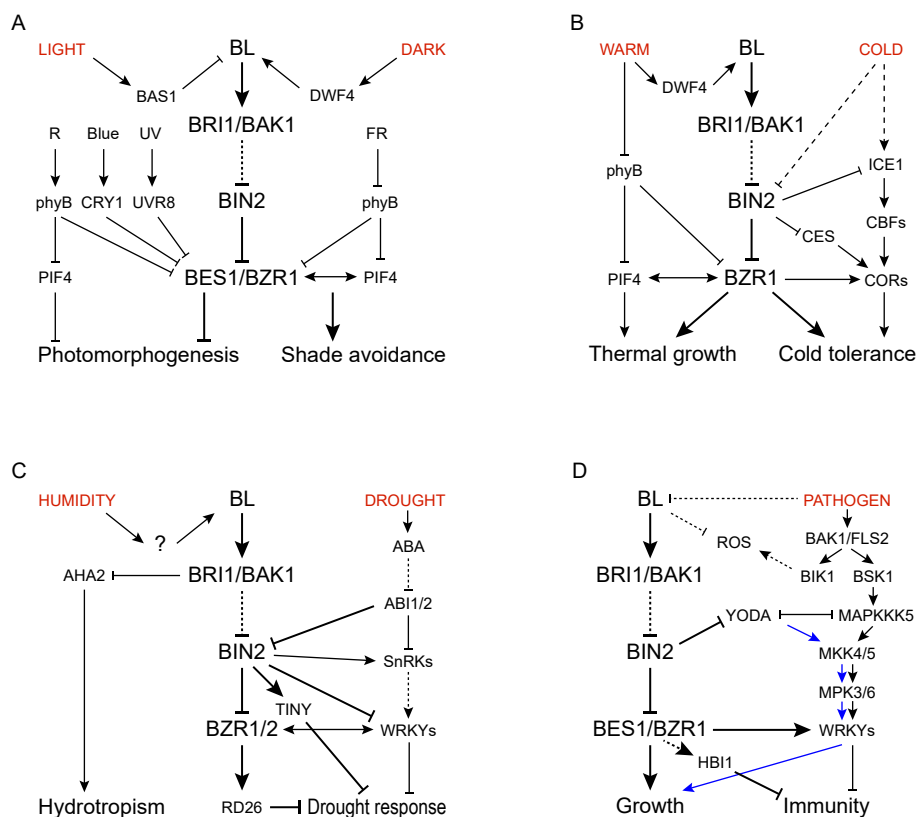 A
LIGHT BL DARK
BAS1 DWF4
BRI1/BAK1
R Blue UV FR
phyB CRY1 UVR8 BIN2 phyB
PIF4 BES1/BZR1 PIF4
Photomorphogenesis Shade avoidance
B
WARM BL COLD
DWF4
BRI1/BAK1
phyB ICE1
BIN2
CES CBFs
PIF4 BZR1 CORs
Thermal growth Cold tolerance
C
HUMIDITY BL DROUGHT
? ABA
AHA2 BRI1/BAK1
ABI1/2
BIN2 SnRKs
TINY
BZR1/2 WRKYs
Hydrotropism RD26 Drought response
D
BL PATHOGEN
ROS BAK1/FLS2
BRI1/BAK1 BIK1 BSK1
YODA MAPKKK5
BIN2 MKK4/5
MPK3/6
BES1/BZR1 WRKYs
HBI1
Growth Immunity